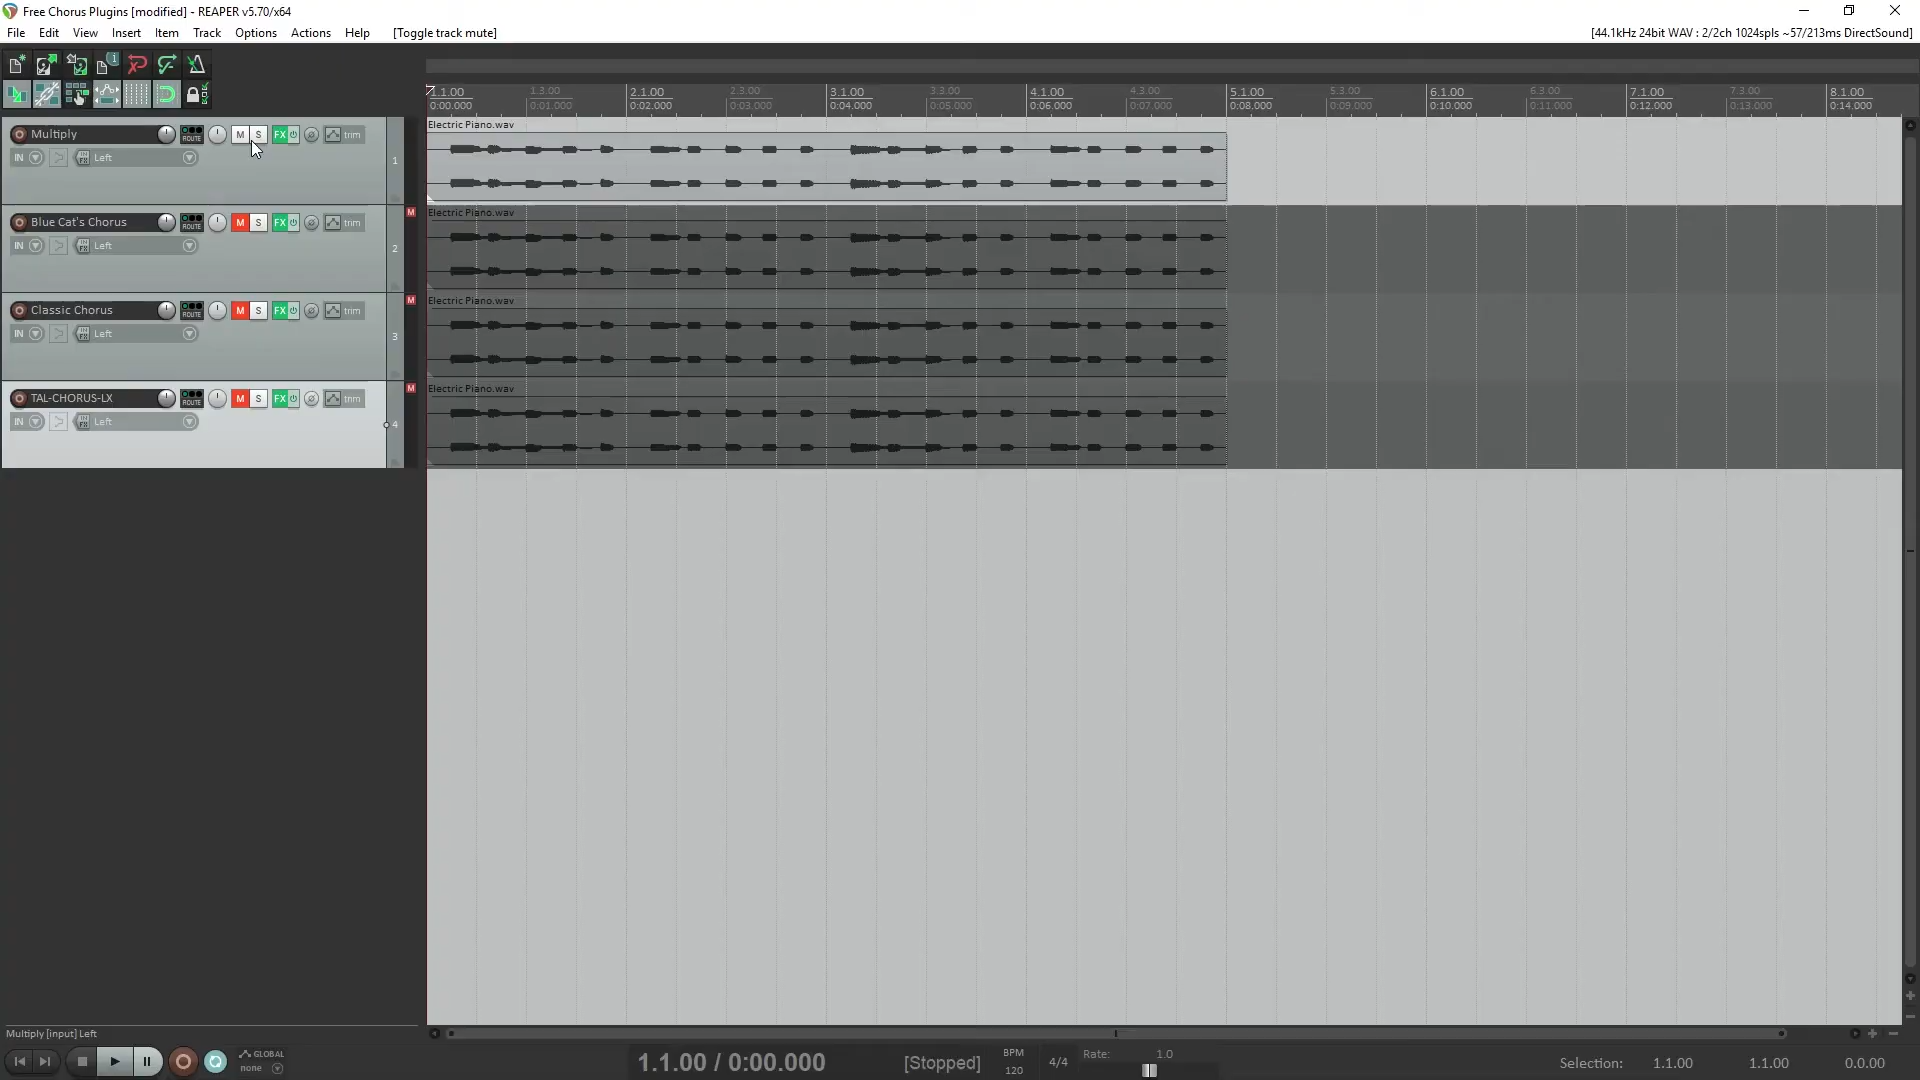 Free Chorus Plugins [modified] - REAPER v5.70/x64
File Edit View Insert Item Track Options Actions Help [Toggle track mute] [44.1kHz 24bit WAV : 2/2ch 1024spls ~57/213ms DirectSound]
1.1.00 1.3.00 2.1.00 2.3.00 3.1.00 3.3.00 4.1.00 4.3.00 5.1.00 5.3.00 6.1.00 6.3.00 7.1.00 7.3.00 8.1.00
0:00.000 0:01.000 0:02.000 0:03.000 0:04.000 0:05.000 0:06.000 0:07.000 0:08.000 0:09.000 0:10.000 0:11.000 0:12.000 0:13.000 0:14.000
Electric Piano.wav
Multiply ROUTE M S FX trim
IN IN FX Left
1
M Electric Piano.wav
Blue Cat's Chorus ROUTE M S FX trim
IN IN FX Left
2
M Electric Piano.wav
Classic Chorus ROUTE M S FX trim
IN IN FX Left
3
M Electric Piano.wav
TAL-CHORUS-LX ROUTE M S FX trim
IN IN FX Left
4
Multiply [input] Left
GLOBAL
none
1.1.00 / 0:00.000 [Stopped]
BPM
120
4/4
Rate: 1.0
Selection: 1.1.00 1.1.00 0.0.00